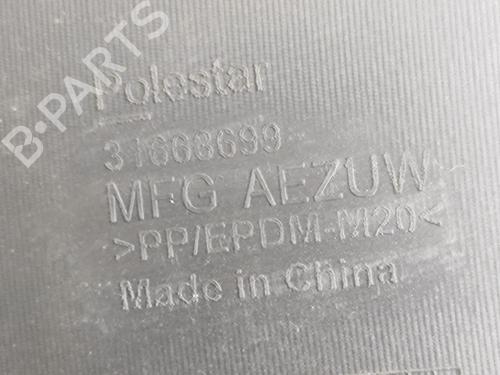 B-PARTS
Polestar
31668699
MFG AEZUW
>PP/EPDM-M20<
Made in China